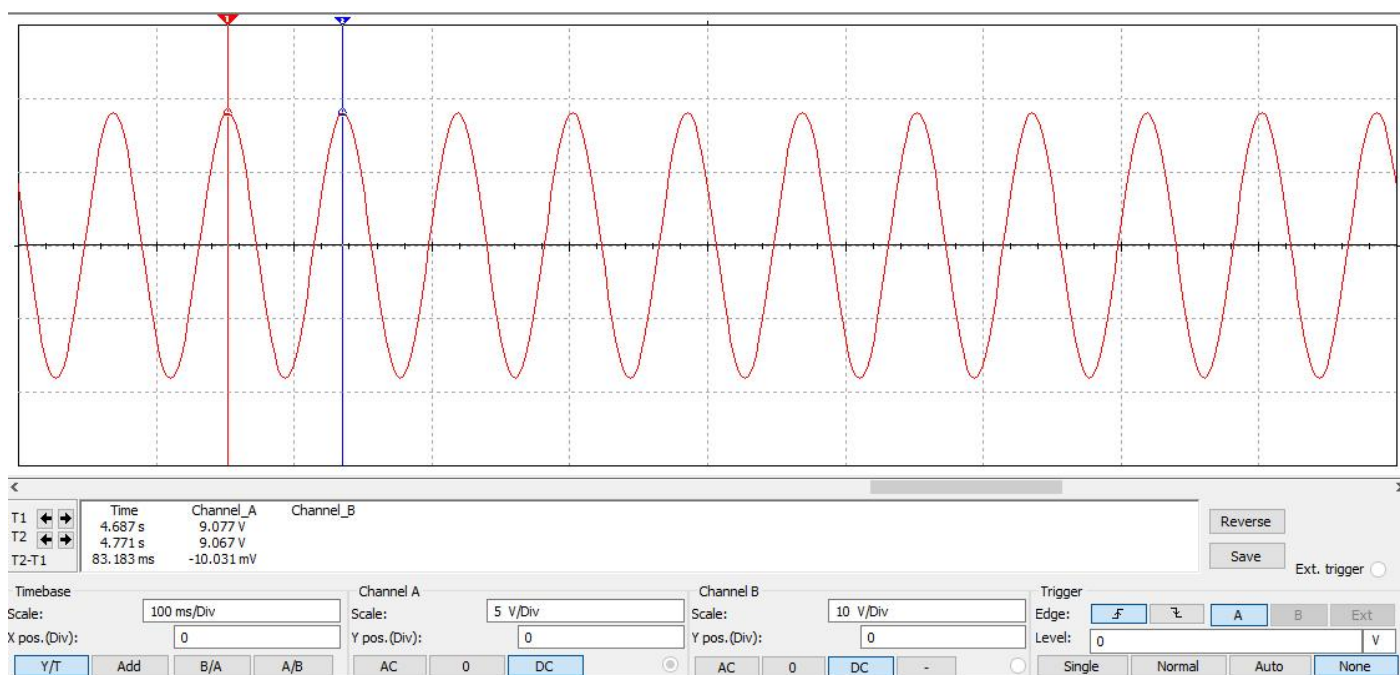 1 2
Time Channel_A Channel_B
T1 4.687 s 9.077 V
T2 4.771 s 9.067 V
T2-T1 83.183 ms -10.031 mV
Reverse
Save
Ext. trigger
Timebase
Scale: 100 ms/Div
X pos.(Div): 0
Y/T Add B/A A/B
Channel A
Scale: 5 V/Div
Y pos.(Div): 0
AC 0 DC
Channel B
Scale: 10 V/Div
Y pos.(Div): 0
AC 0 DC -
Trigger
Edge: A B Ext
Level: 0 V
Single Normal Auto None